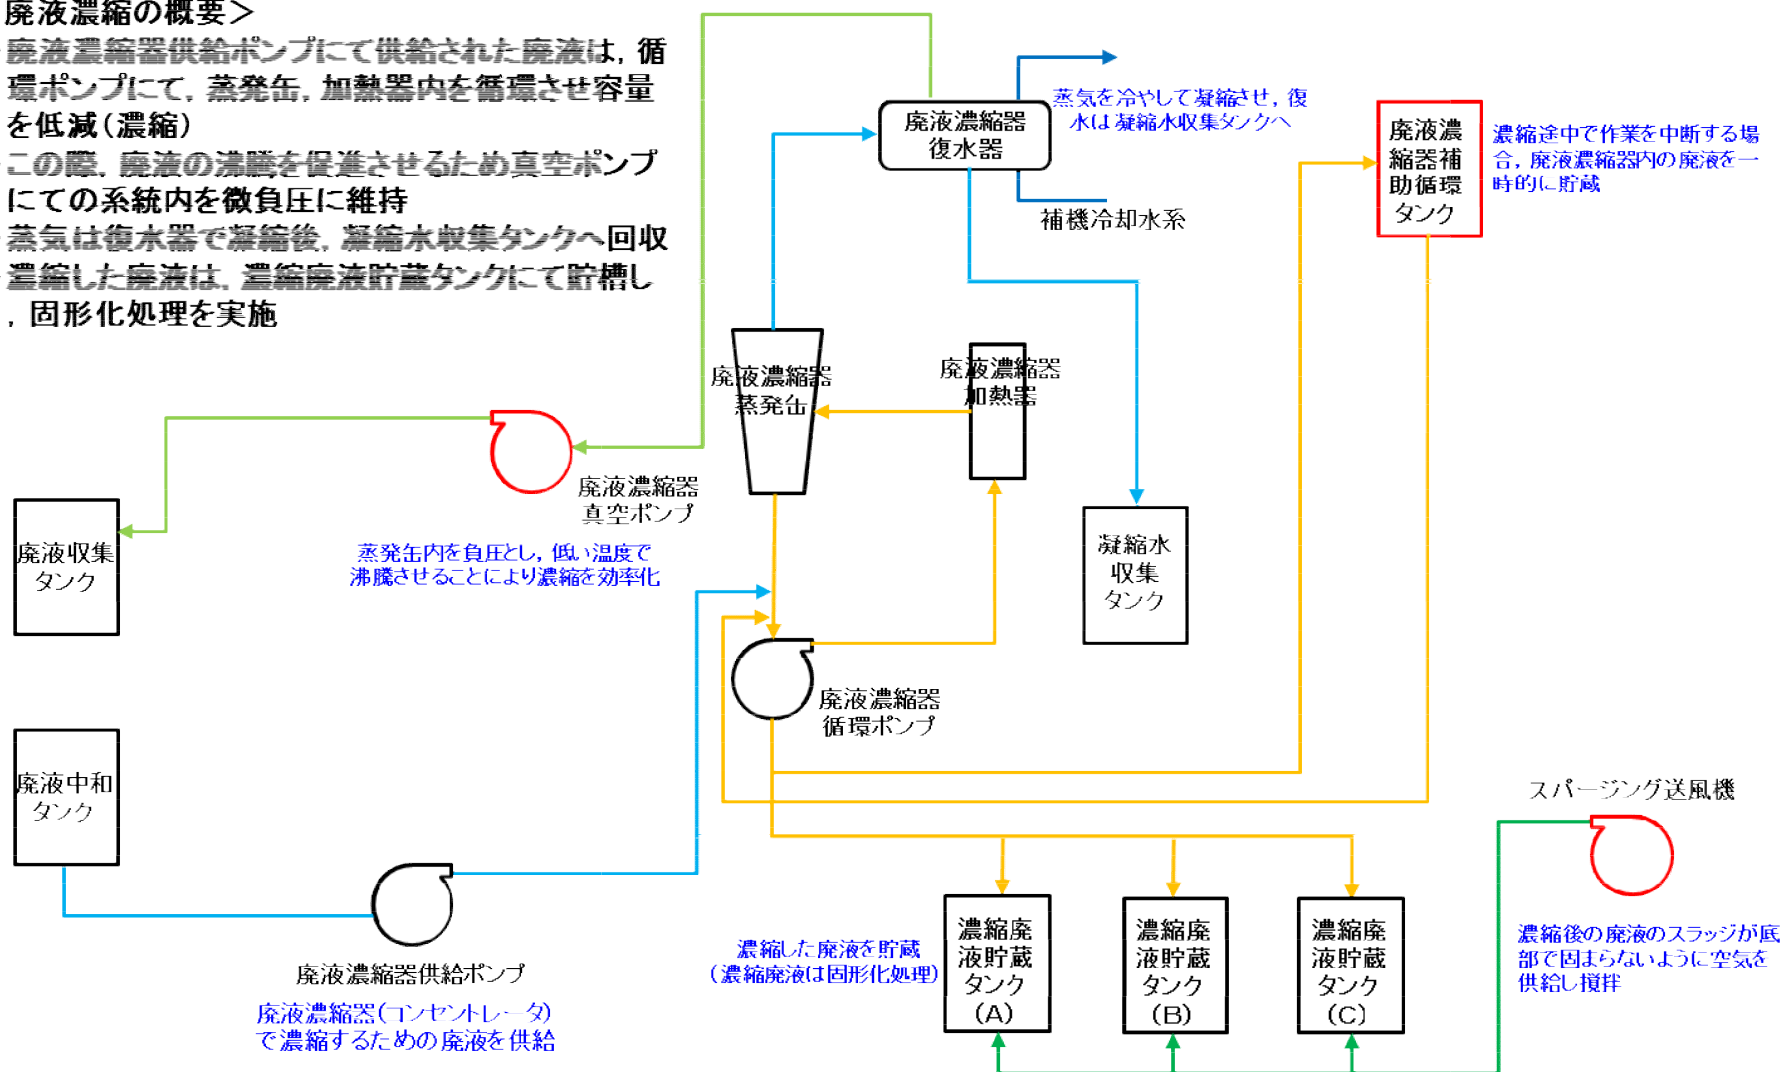 廃液濃縮の概要＞
廃液濃縮器供給ポンプにて供給された廃液は，循
環ポンプにて，蒸発缶，加熱器内を循環させ容量
を低減（濃縮）
この際，廃液の沸騰を促進させるため真空ポンプ
にての系統内を微負圧に維持
蒸気は復水器で凝縮後，凝縮水収集タンクへ回収
濃縮した廃液は，濃縮廃液貯蔵タンクにて貯槽し
，固形化処理を実施
廃液濃縮器
復水器
蒸気を冷やして凝縮させ，復
水は凝縮水収集タンクへ
補機冷却水系
廃液濃
縮器補
助循環
タンク
濃縮途中で作業を中断する場
合，廃液濃縮器内の廃液を一
時的に貯蔵
廃液濃縮器
蒸発缶
廃液濃縮器
加熱器
廃液濃縮器
真空ポンプ
蒸発缶内を負圧とし，低い温度で
沸騰させることにより濃縮を効率化
廃液収集
タンク
凝縮水
収集
タンク
廃液濃縮器
循環ポンプ
廃液中和
タンク
スパージング送風機
廃液濃縮器供給ポンプ
廃液濃縮器（コンセントレータ）
で濃縮するための廃液を供給
濃縮した廃液を貯蔵
（濃縮廃液は固形化処理）
濃縮廃
液貯蔵
タンク
（A）
濃縮廃
液貯蔵
タンク
（B）
濃縮廃
液貯蔵
タンク
（C）
濃縮後の廃液のスラッジが底
部で固まらないように空気を
供給し撹拌